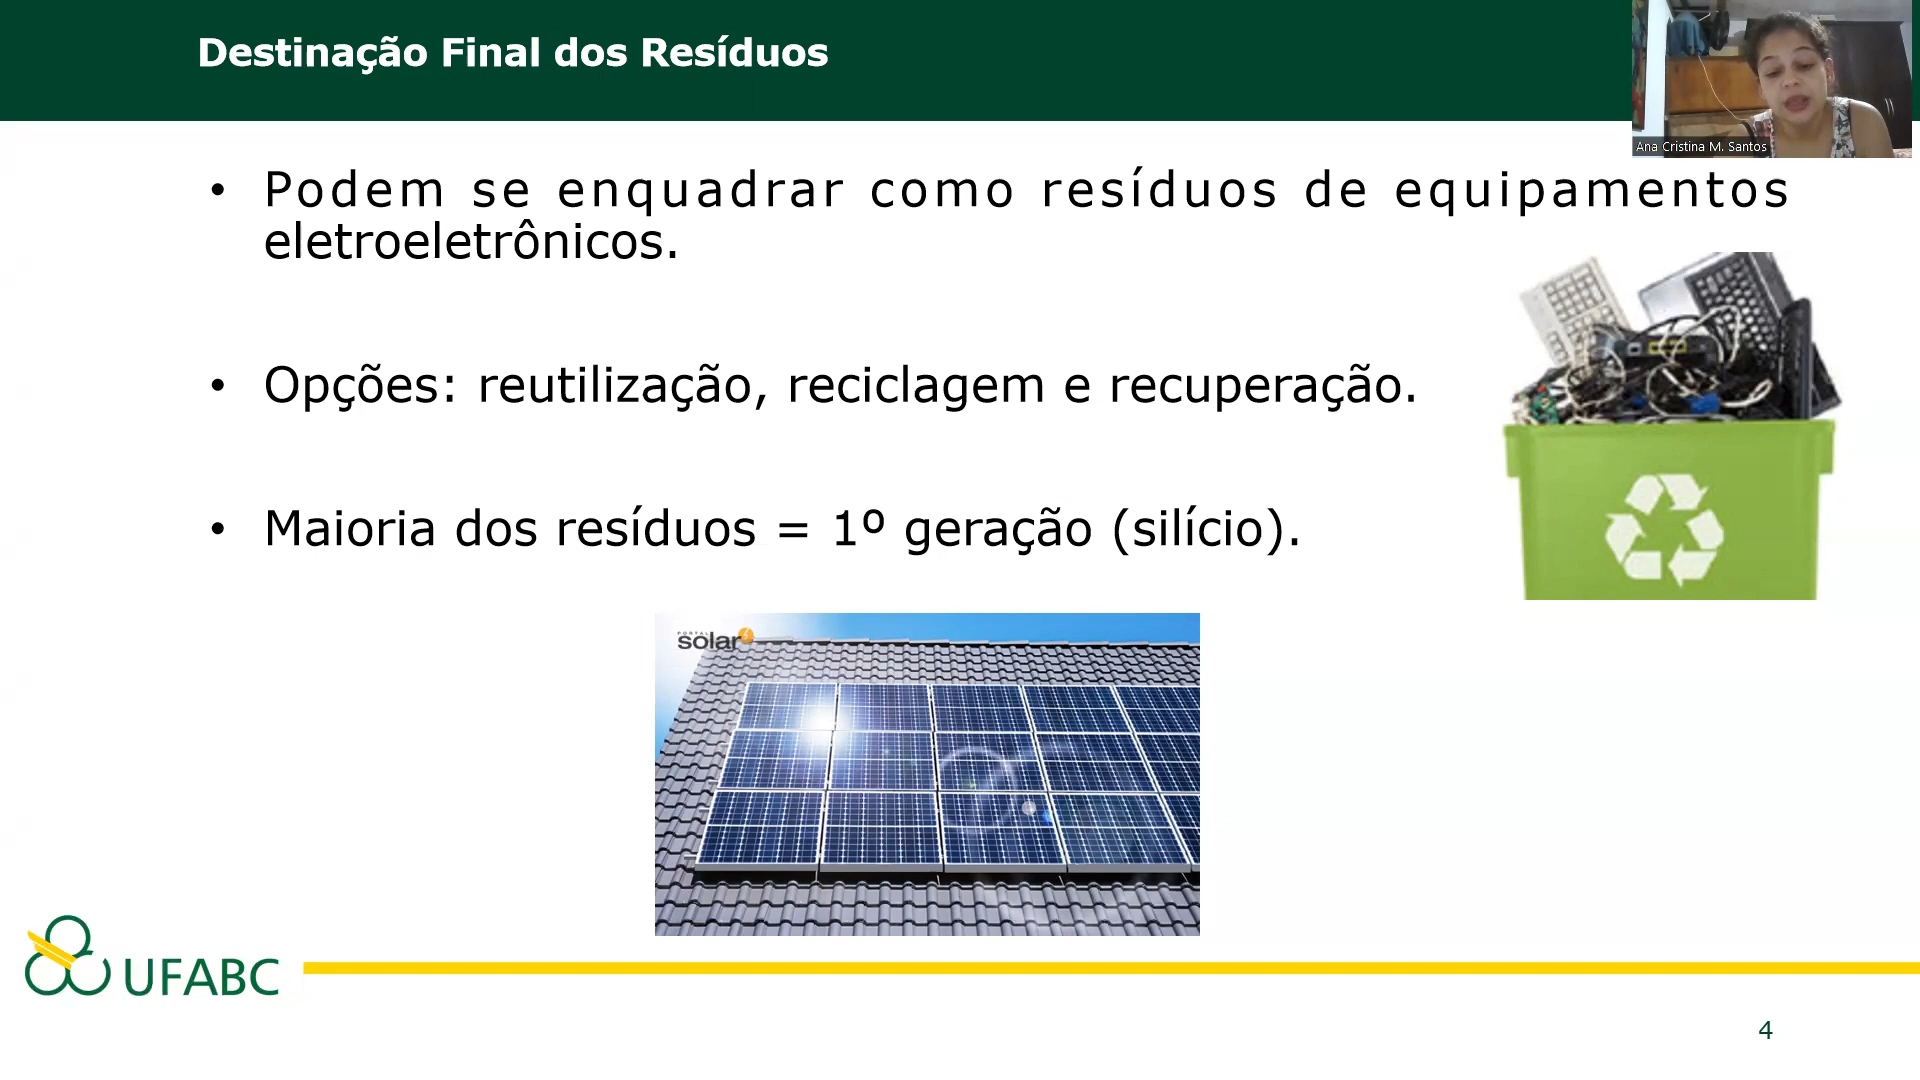 Destinação Final dos Resíduos
Ana Cristina M. Santos
• Podem se enquadrar como resíduos de equipamentos
eletroeletrônicos.
• Opções: reutilização, reciclagem e recuperação.
• Maioria dos resíduos = 1º geração (silício).
PORTAL
solar
UFABC
4